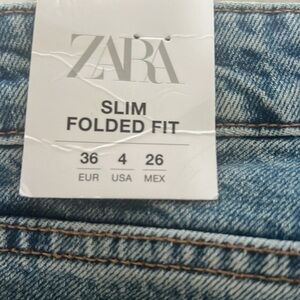 ZARA
SLIM
FOLDED FIT
36 4 26
EUR USA MEX